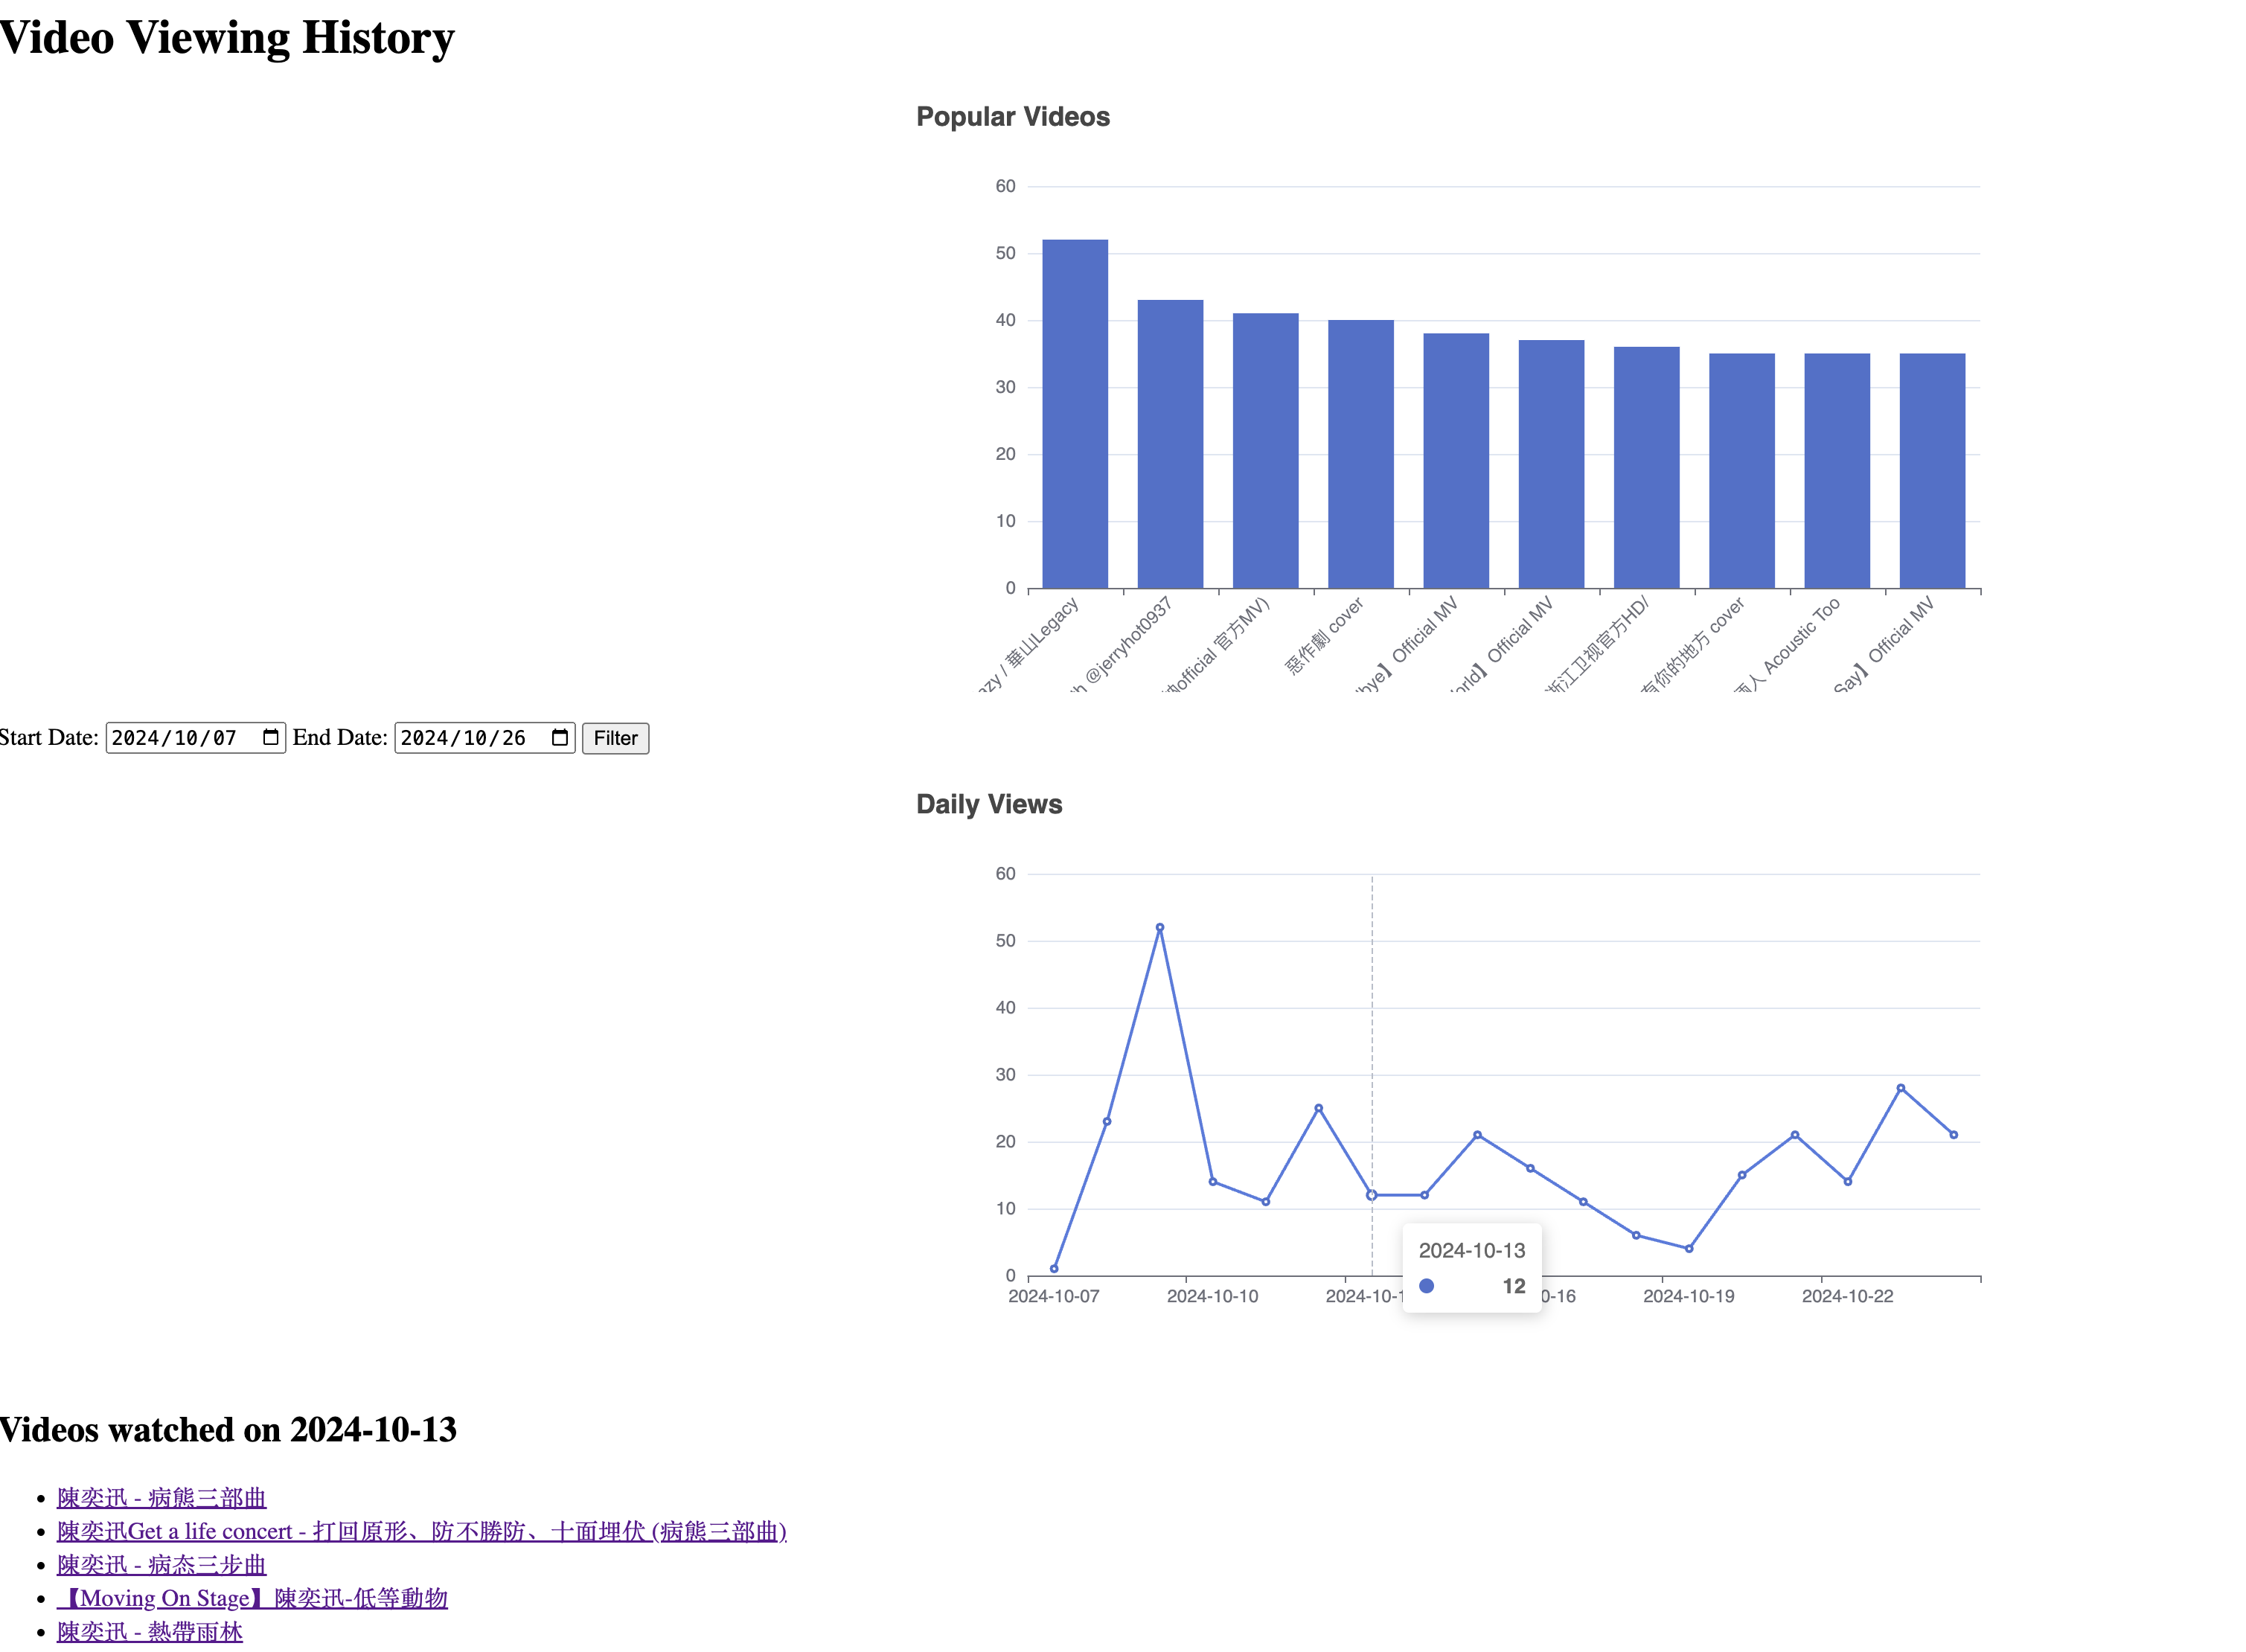 Video Viewing History
Popular Videos
60
50
40
30
20
10
0
/ 華山Legacy
@jerryhot0937
官方MV)
惡作劇 cover
Official MV
Official MV
浙江卫视官方HD/
有你的地方 cover
Acoustic Too
Say】Official MV
Start Date: 2024/10/07 End Date: 2024/10/26 Filter
Daily Views
60
50
40
30
20
10
0
2024-10-07 2024-10-10 2024-10-1 0-16 2024-10-19 2024-10-22
2024-10-13
12
Videos watched on 2024-10-13
陳奕迅 - 病態三部曲
陳奕迅Get a life concert - 打回原形、防不勝防、十面埋伏 (病態三部曲)
陳奕迅 - 病态三步曲
【Moving On Stage】陳奕迅-低等動物
陳奕迅 - 熱帶雨林